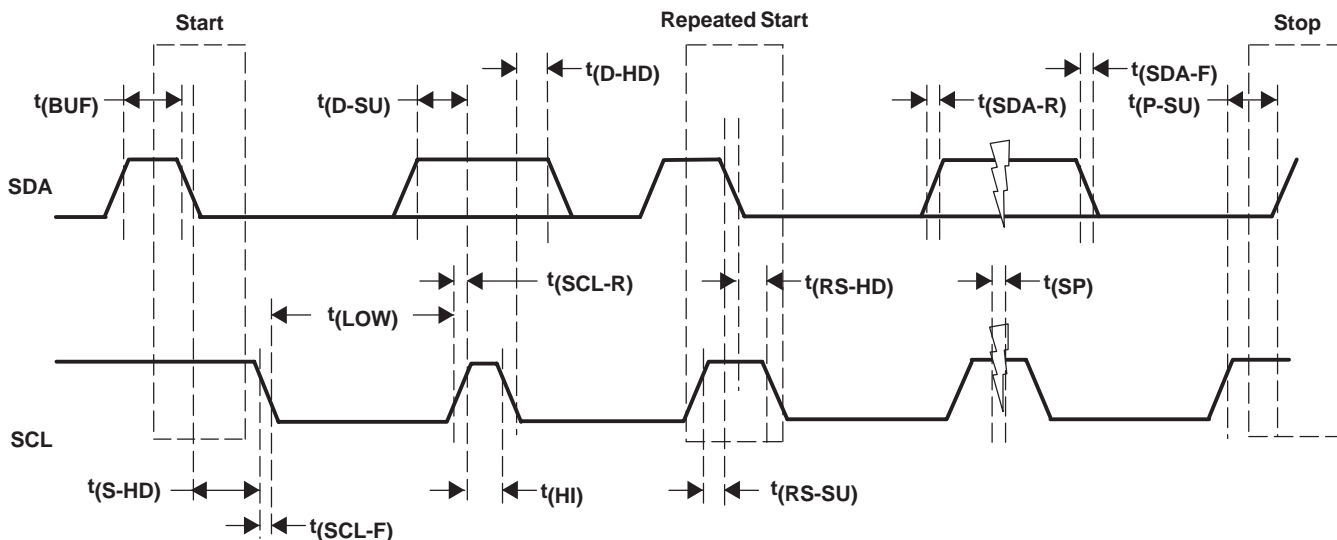 Start
Repeated Start
Stop
t(BUF)
t(D-SU)
t(D-HD)
t(SDA-R)
t(SDA-F)
t(P-SU)
SDA
t(SCL-R)
t(LOW)
t(RS-HD)
t(SP)
SCL
t(S-HD)
t(SCL-F)
t(HI)
t(RS-SU)